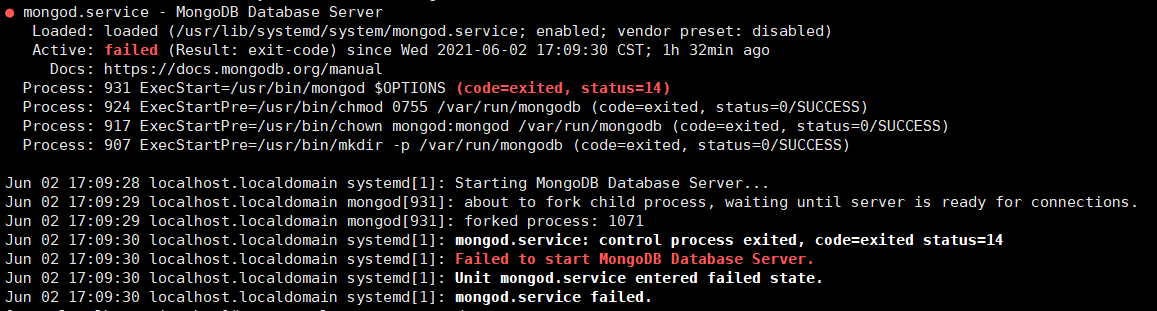 ● mongod.service - MongoDB Database Server
Loaded: loaded (/usr/lib/systemd/system/mongod.service; enabled; vendor preset: disabled)
Active: failed (Result: exit-code) since Wed 2021-06-02 17:09:30 CST; 1h 32min ago
Docs: https://docs.mongodb.org/manual
Process: 931 ExecStart=/usr/bin/mongod $OPTIONS (code=exited, status=14)
Process: 924 ExecStartPre=/usr/bin/chmod 0755 /var/run/mongodb (code=exited, status=0/SUCCESS)
Process: 917 ExecStartPre=/usr/bin/chown mongod:mongod /var/run/mongodb (code=exited, status=0/SUCCESS)
Process: 907 ExecStartPre=/usr/bin/mkdir -p /var/run/mongodb (code=exited, status=0/SUCCESS)
Jun 02 17:09:28 localhost.localdomain systemd[1]: Starting MongoDB Database Server...
Jun 02 17:09:29 localhost.localdomain mongod[931]: about to fork child process, waiting until server is ready for connections.
Jun 02 17:09:29 localhost.localdomain mongod[931]: forked process: 1071
Jun 02 17:09:30 localhost.localdomain systemd[1]: mongod.service: control process exited, code=exited status=14
Jun 02 17:09:30 localhost.localdomain systemd[1]: Failed to start MongoDB Database Server.
Jun 02 17:09:30 localhost.localdomain systemd[1]: Unit mongod.service entered failed state.
Jun 02 17:09:30 localhost.localdomain systemd[1]: mongod.service failed.